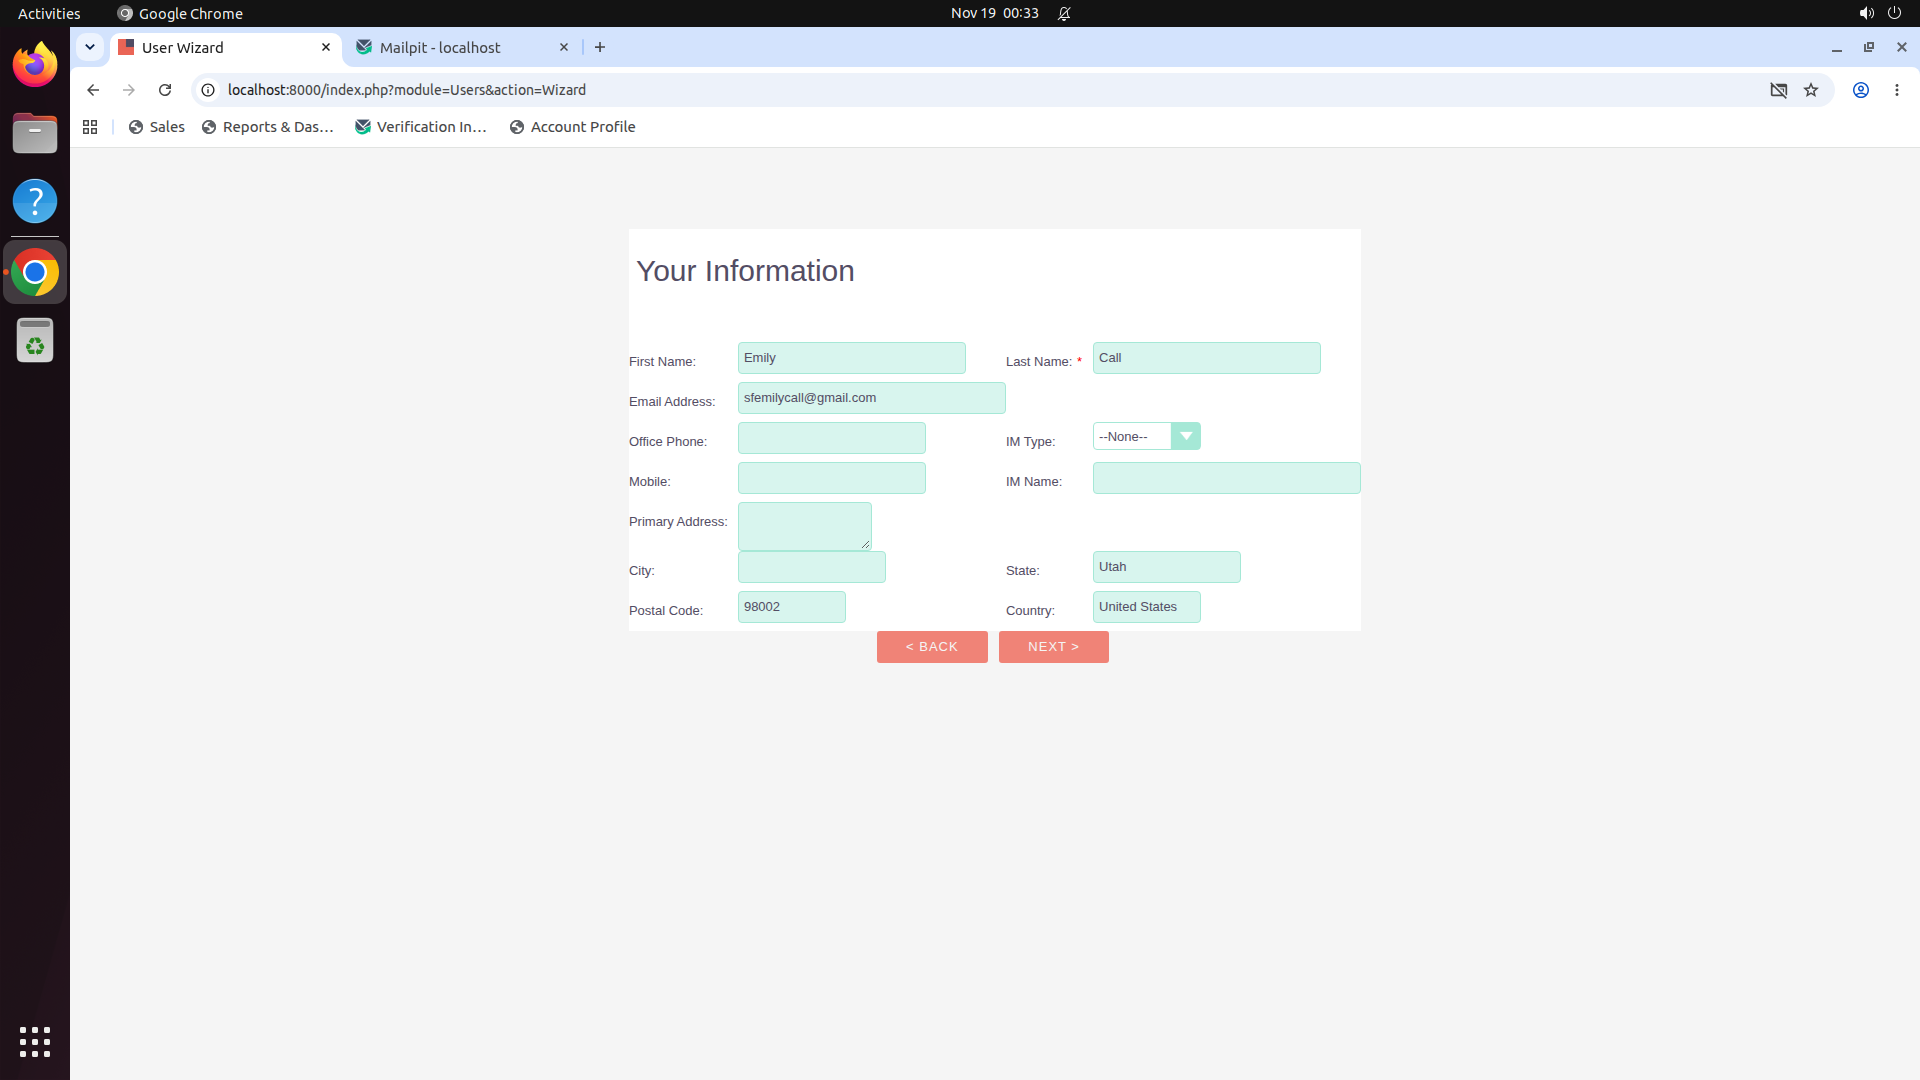 Activities
Google Chrome
Nov 19 00:33
User Wizard
Mailpit - localhost
localhost:8000/index.php?module=Users&action=Wizard
Sales
Reports & Das...
Verification In...
Account Profile
Your Information
First Name: Emily
Last Name: * Call
Email Address: sfemilycall@gmail.com
Office Phone:
IM Type: --None--
Mobile:
IM Name:
Primary Address:
City:
State: Utah
Postal Code: 98002
Country: United States
< BACK
NEXT >